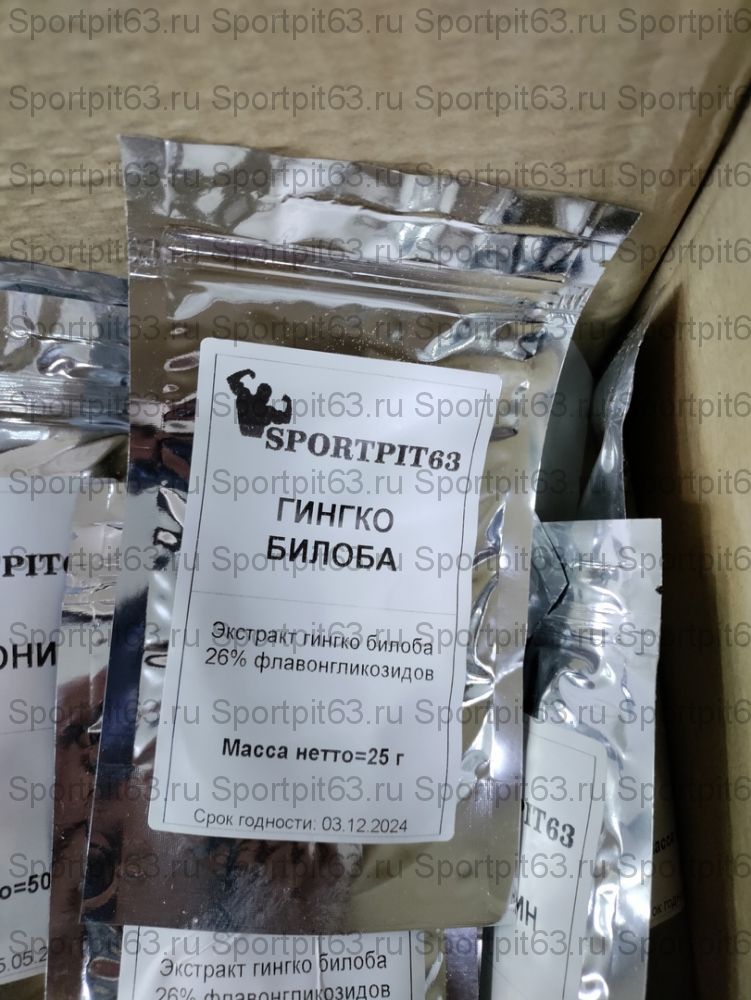 SPORTPIT63
ГИНГКО
БИЛОБА
Экстракт гингко билоба
26% флавонгликозидов
Масса нетто=25 г
Срок годности: 03.12.2024
Экстракт гингко билоба
26% флавонгликозидов
Sportpit63.ru Sportpit63.ru Sportpit63.ru Sportpit63.ru